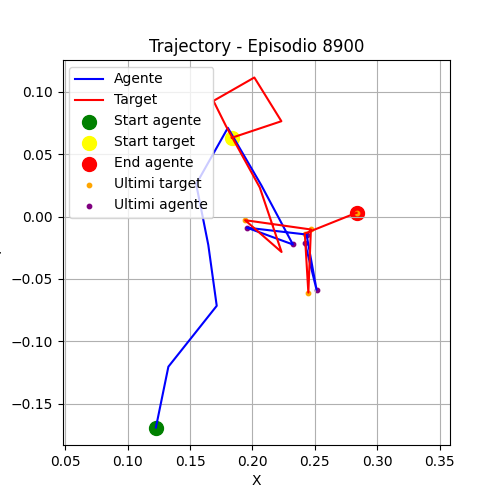 Trajectory - Episodio 8900
Agente
Target
Start agente
Start target
End agente
Ultimi target
Ultimi agente
0.10
0.05
0.00
−0.05
−0.10
−0.15
0.05 0.10 0.15 0.20 0.25 0.30 0.35
X